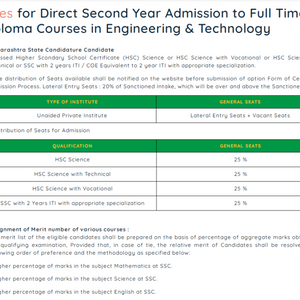 es for Direct Second Year Admission to Full Tim
loma Courses in Engineering & Technology
arashtra State Candidature Candidate
ssed Higher Scondary School Certificate (HSC) Science or HSC Science with Vocational or HSC Scie
nical or SSC with 2 years ITI / COE Equivalent to 2 year ITI with appropriate specialization.
e distribution of Seats available shall be notified on the website before submission of option Form of Ce
ission Process. Lateral Entry Seats : 20% of Sanctioned Intake, which will be over and above the Sanction
TYPE OF INSTITUTE GENERAL SEATS
Unaided Private Institute Lateral Entry Seats + Vacant Seats
tribution of Seats for Admission
QUALIFICATION GENERAL SEATS
HSC Science 25 %
HSC Science with Technical 25 %
HSC Science with Vocational 25 %
SSC with 2 Years ITI with appropriate specialization 25 %
ignment of Merit number of various courses :
merit list of the eligible candidates shall be prepared on the basis of percentage of aggregate marks ob
qualifying examination, Provided that, in case of tie, the relative merit of Candidates shall be resolve
owing order of preference and the methodology as specified below:
gher percentage of marks in the subject Mathematics at SSC.
gher percentage of marks in the subject Science at SSC.
gher percentage of marks in the subject English at SSC.